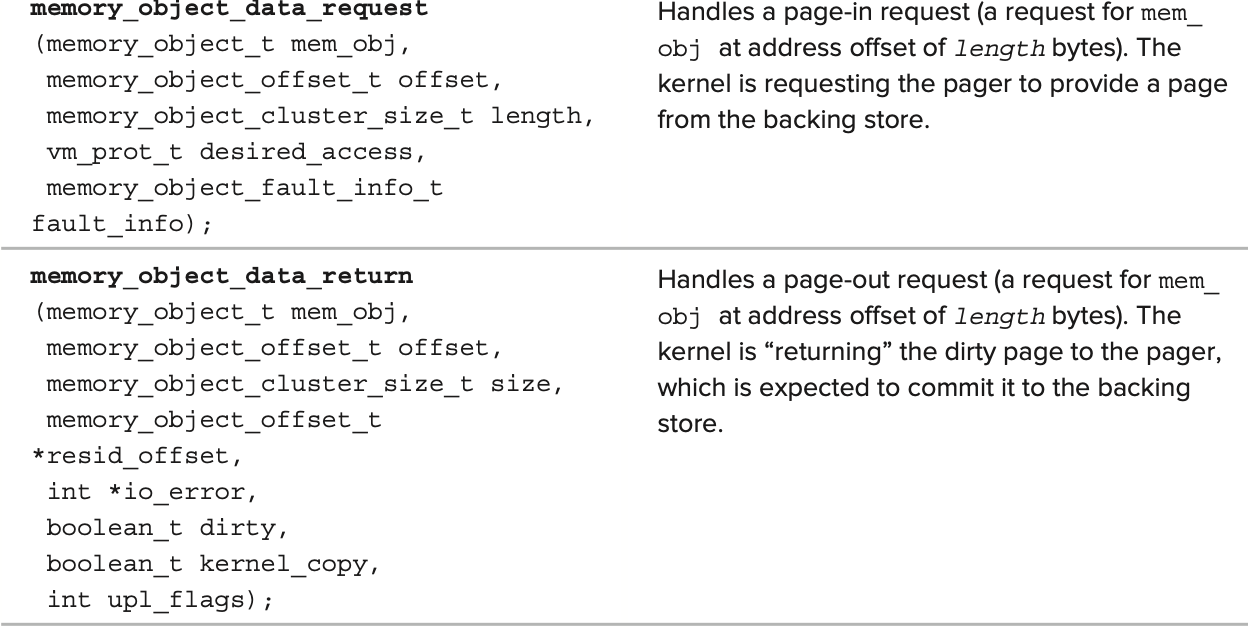 memory_object_data_request
(memory_object_t mem_obj,
memory_object_offset_t offset,
memory_object_cluster_size_t length,
vm_prot_t desired_access,
memory_object_fault_info_t
fault_info);
Handles a page-in request (a request for mem_
obj at address offset of length bytes). The
kernel is requesting the pager to provide a page
from the backing store.
memory_object_data_return
(memory_object_t mem_obj,
memory_object_offset_t offset,
memory_object_cluster_size_t size,
memory_object_offset_t
*resid_offset,
int *io_error,
boolean_t dirty,
boolean_t kernel_copy,
int upl_flags);
Handles a page-out request (a request for mem_
obj at address offset of length bytes). The
kernel is “returning” the dirty page to the pager,
which is expected to commit it to the backing
store.